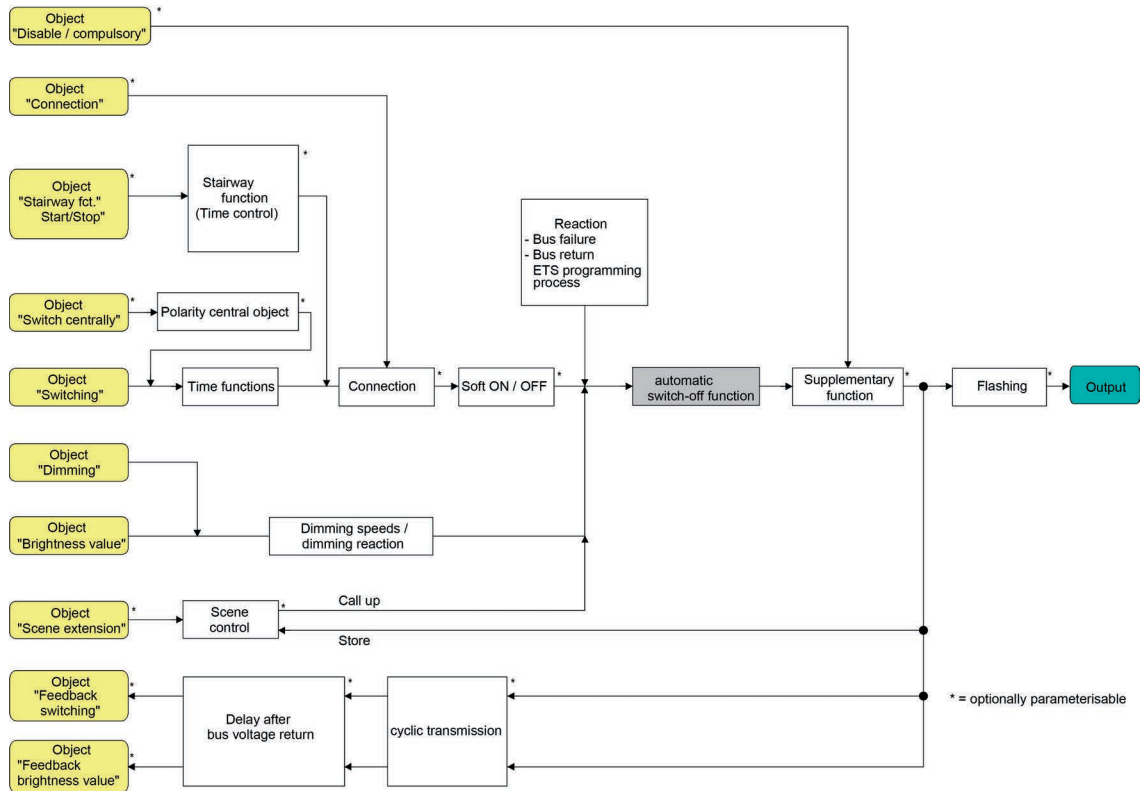 Object
"Disable / compulsory"
*
Object
"Connection"
*
Object
"Stairway fct."
Start/Stop"
*
Stairway
function
(Time control)
*
Reaction
- Bus failure
- Bus return
ETS programming
process
Object
"Switch centrally"
*
Polarity central object
*
Object
"Switching"
Time functions
Connection
*
Soft ON / OFF
*
automatic
switch-off function
Supplementary
function
*
Flashing
*
Output
Object
"Dimming"
Object
"Brightness value"
Dimming speeds /
dimming reaction
Object
"Scene extension"
*
Scene
control
*
Call up
Store
Object
"Feedback
switching"
*
Delay after
bus voltage return
*
cyclic transmission
*
* = optionally parameterisable
Object
"Feedback
brightness value"
*